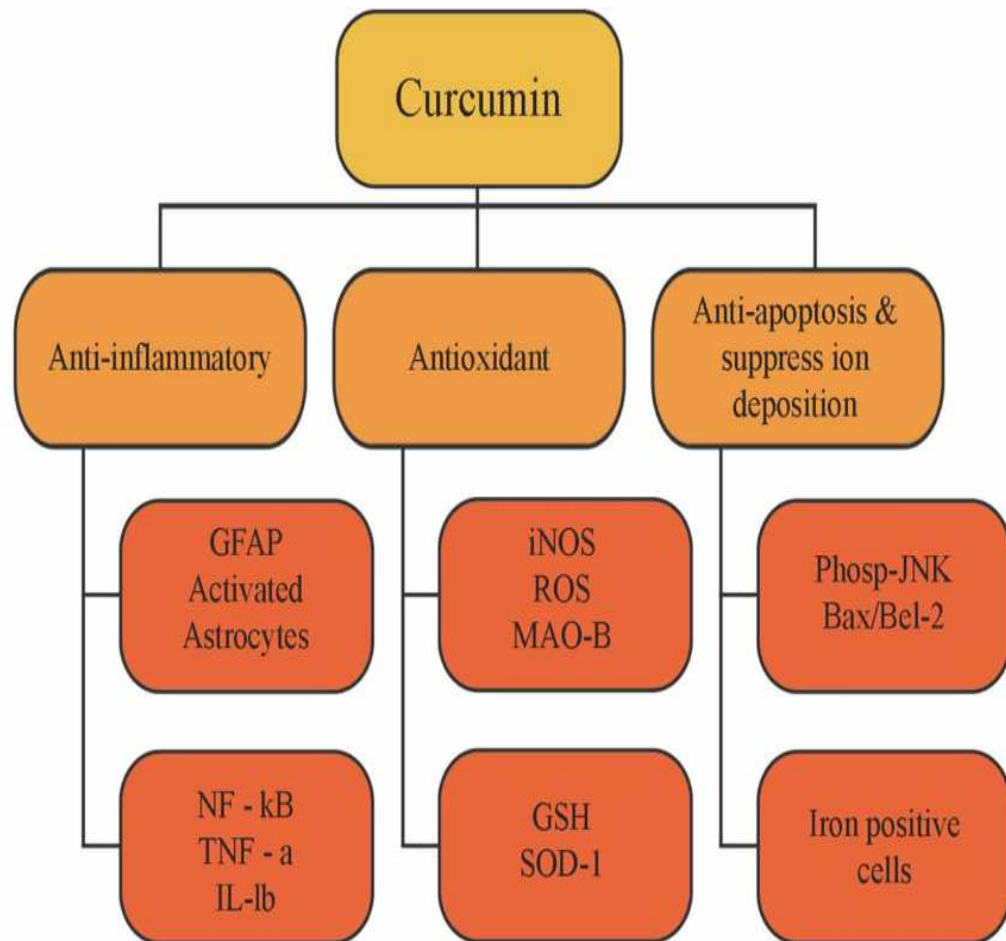 Curcumin
Anti-inflammatory
Antioxidant
Anti-apoptosis &
suppress ion
deposition
GFAP
Activated
Astrocytes
iNOS
ROS
MAO-B
Phosp-JNK
Bax/Bel-2
NF - kB
TNF - a
IL-lb
GSH
SOD-1
Iron positive
cells